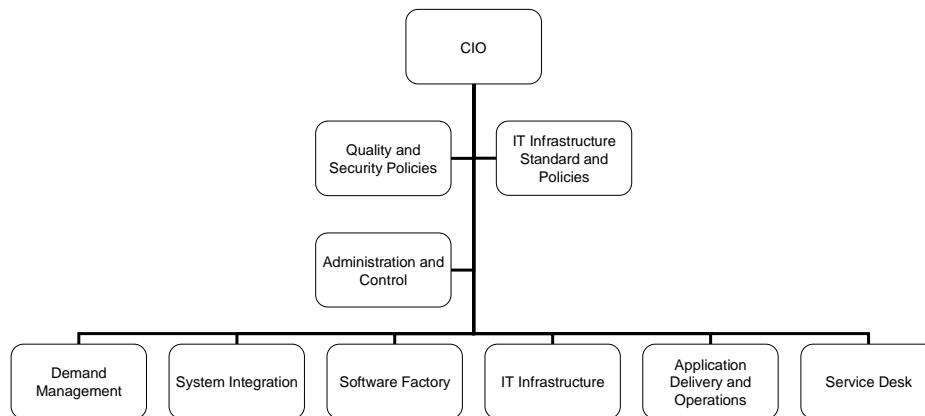 CIO
Quality and
Security Policies
IT Infrastructure
Standard and
Policies
Administration and
Control
Demand
Management
System Integration
Software Factory
IT Infrastructure
Application
Delivery and
Operations
Service Desk